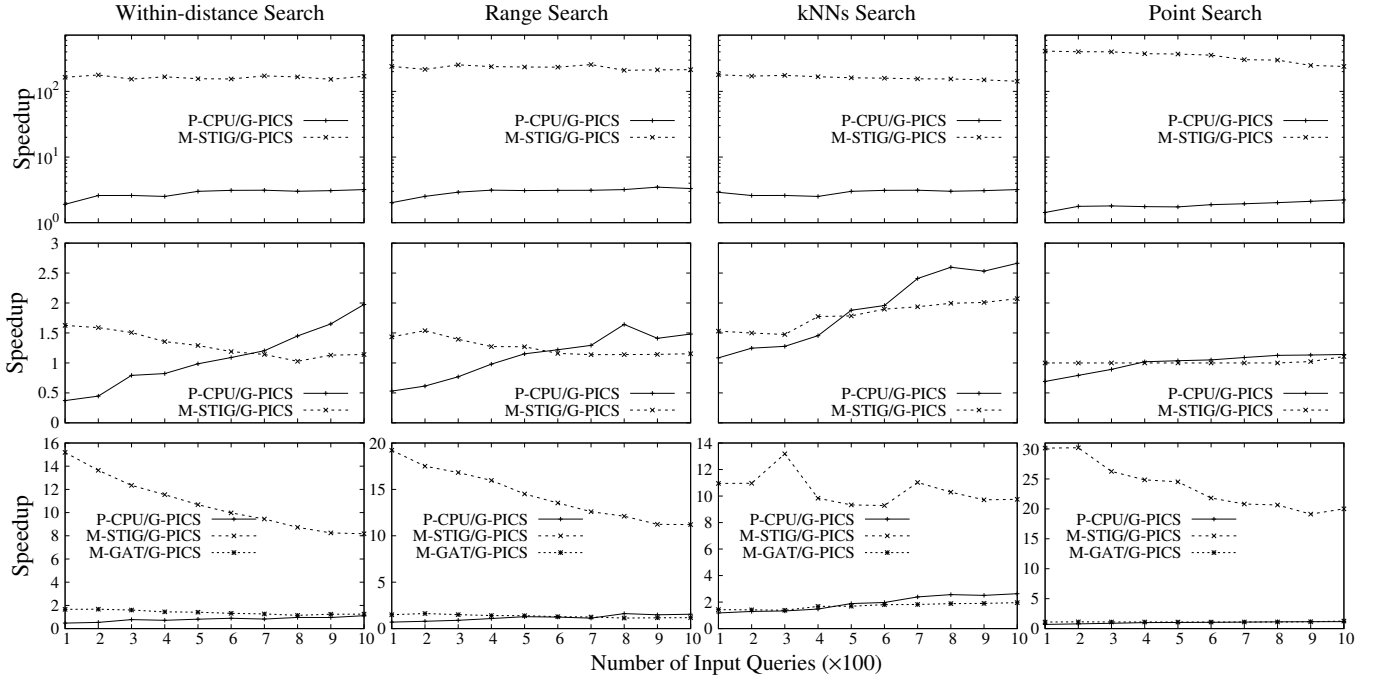 Within-distance Search
Range Search
kNNs Search
Point Search
Speedup
10^2
10^1
10^0
P-CPU/G-PICS
M-STIG/G-PICS
P-CPU/G-PICS
M-STIG/G-PICS
P-CPU/G-PICS
M-STIG/G-PICS
P-CPU/G-PICS
M-STIG/G-PICS
Speedup
3
2.5
2
1.5
1
0.5
0
P-CPU/G-PICS
M-STIG/G-PICS
P-CPU/G-PICS
M-STIG/G-PICS
P-CPU/G-PICS
M-STIG/G-PICS
P-CPU/G-PICS
M-STIG/G-PICS
Speedup
16
14
12
10
8
6
4
2
0
P-CPU/G-PICS
M-STIG/G-PICS
M-GAT/G-PICS
1 2 3 4 5 6 7 8 9 10
20
15
10
5
0
P-CPU/G-PICS
M-STIG/G-PICS
M-GAT/G-PICS
1 2 3 4 5 6 7 8 9 10
14
12
10
8
6
4
2
0
P-CPU/G-PICS
M-STIG/G-PICS
M-GAT/G-PICS
1 2 3 4 5 6 7 8 9 10
30
25
20
15
10
5
0
P-CPU/G-PICS
M-STIG/G-PICS
M-GAT/G-PICS
1 2 3 4 5 6 7 8 9 10
Number of Input Queries (×100)